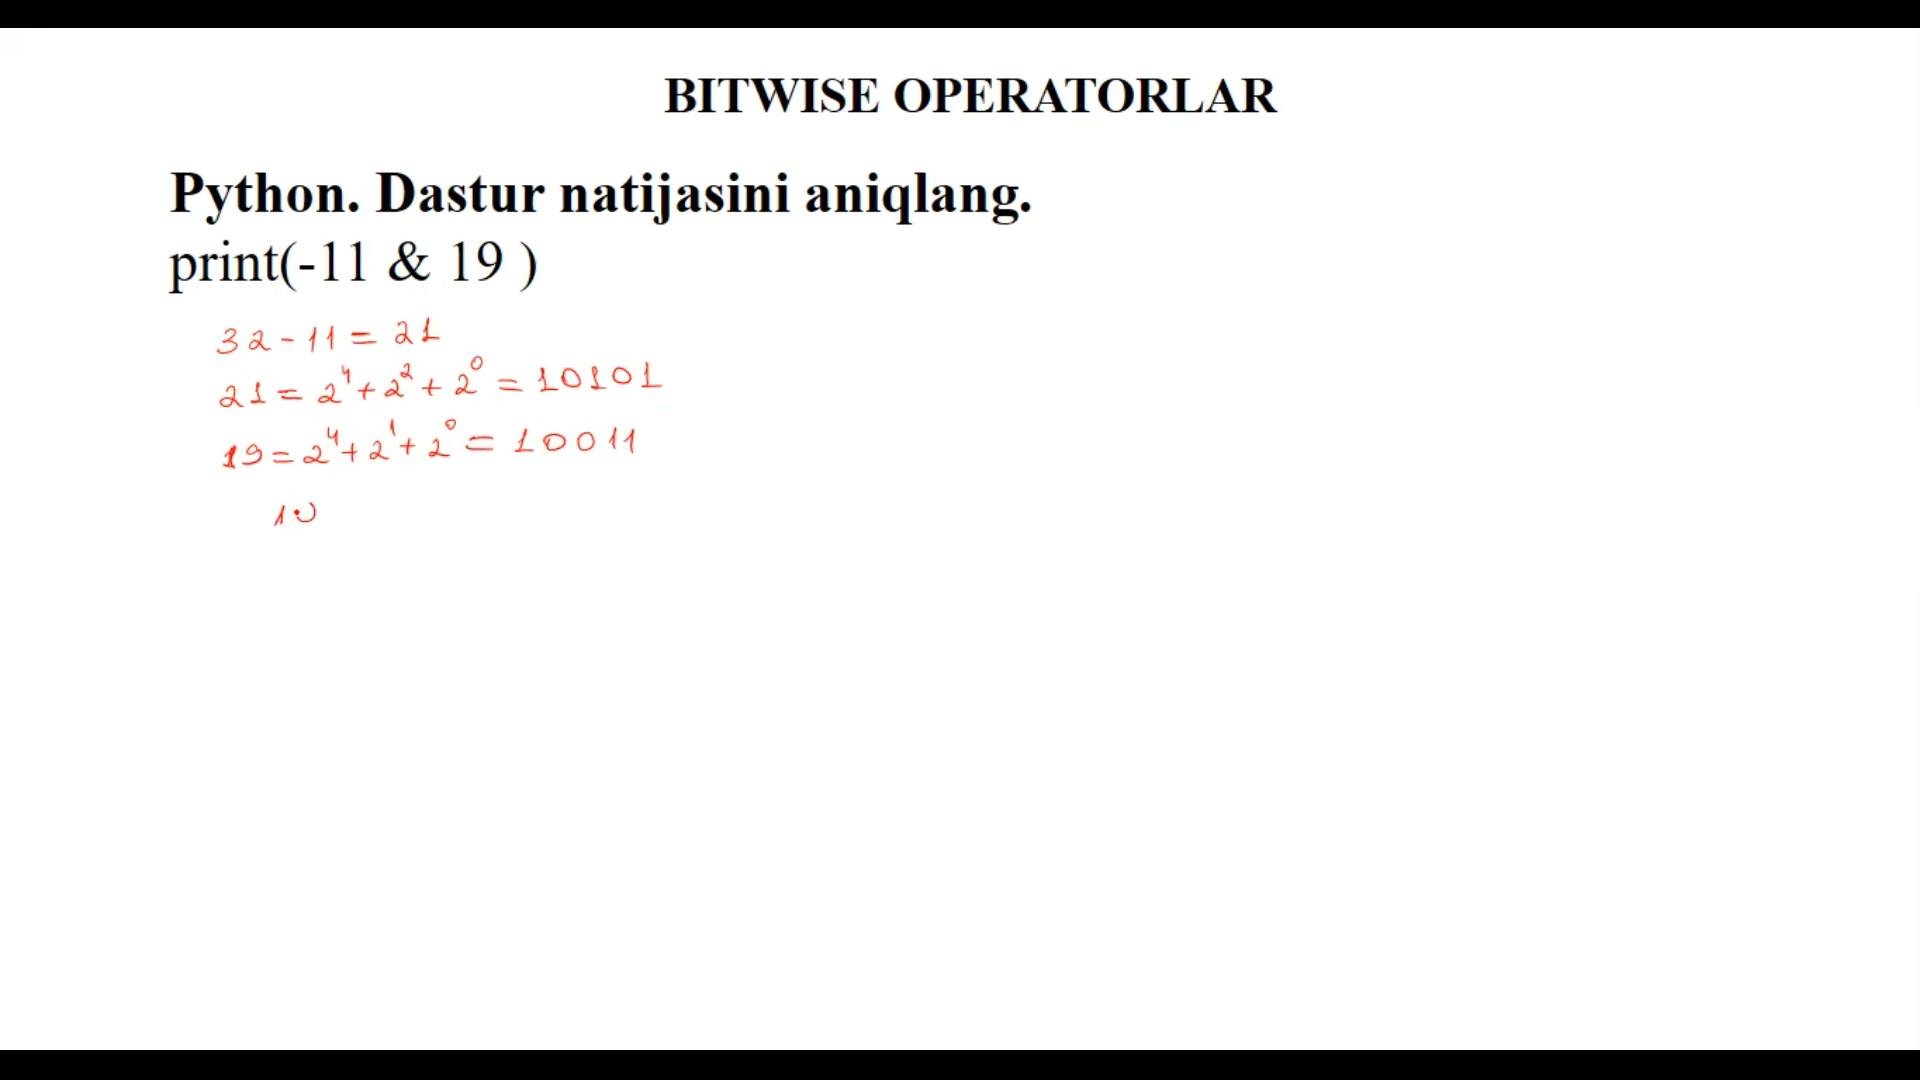 BITWISE OPERATORLAR
Python. Dastur natijasini aniqlang.
print(-11 & 19 )
32 - 11 = 21
21 = 2⁴ + 2² + 2⁰ = 10101
19 = 2⁴ + 2¹ + 2⁰ = 10011
10